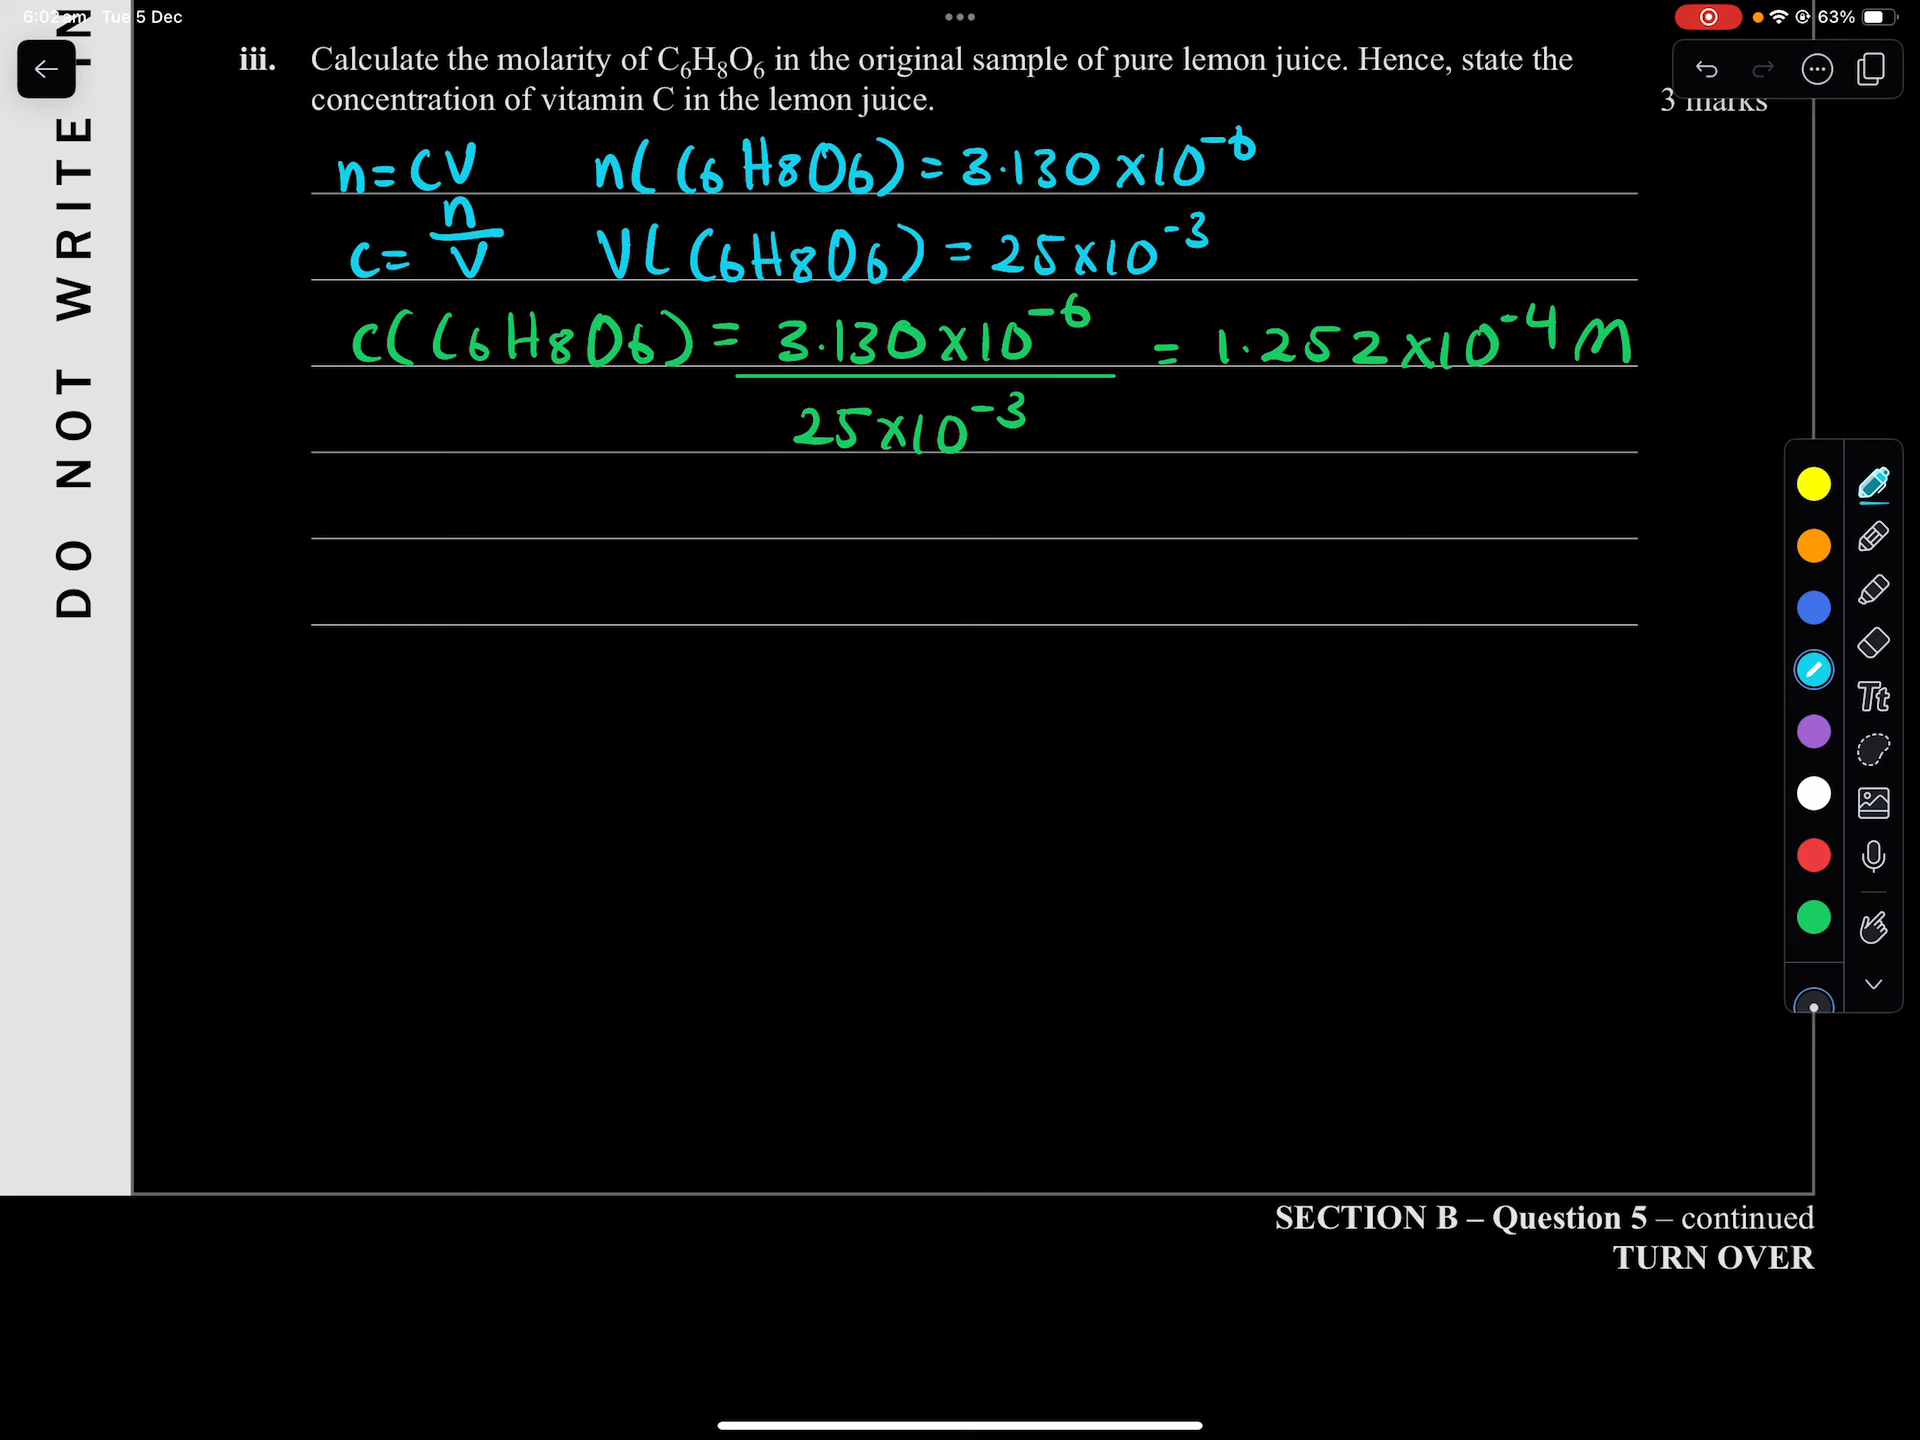 6:02am Tue 5 Dec
63%
DO NOT WRITE IN
iii. Calculate the molarity of C₆H₈O₆ in the original sample of pure lemon juice. Hence, state the
concentration of vitamin C in the lemon juice.
3 marks
n=CV n(C6H8O6)=3.130×10⁻⁶
c=n/V V(C6H8O6)=25×10⁻³
c(C6H8O6)=3.130×10⁻⁶ = 1.252×10⁻⁴ M
25×10⁻³
Tt
SECTION B – Question 5 – continued
TURN OVER